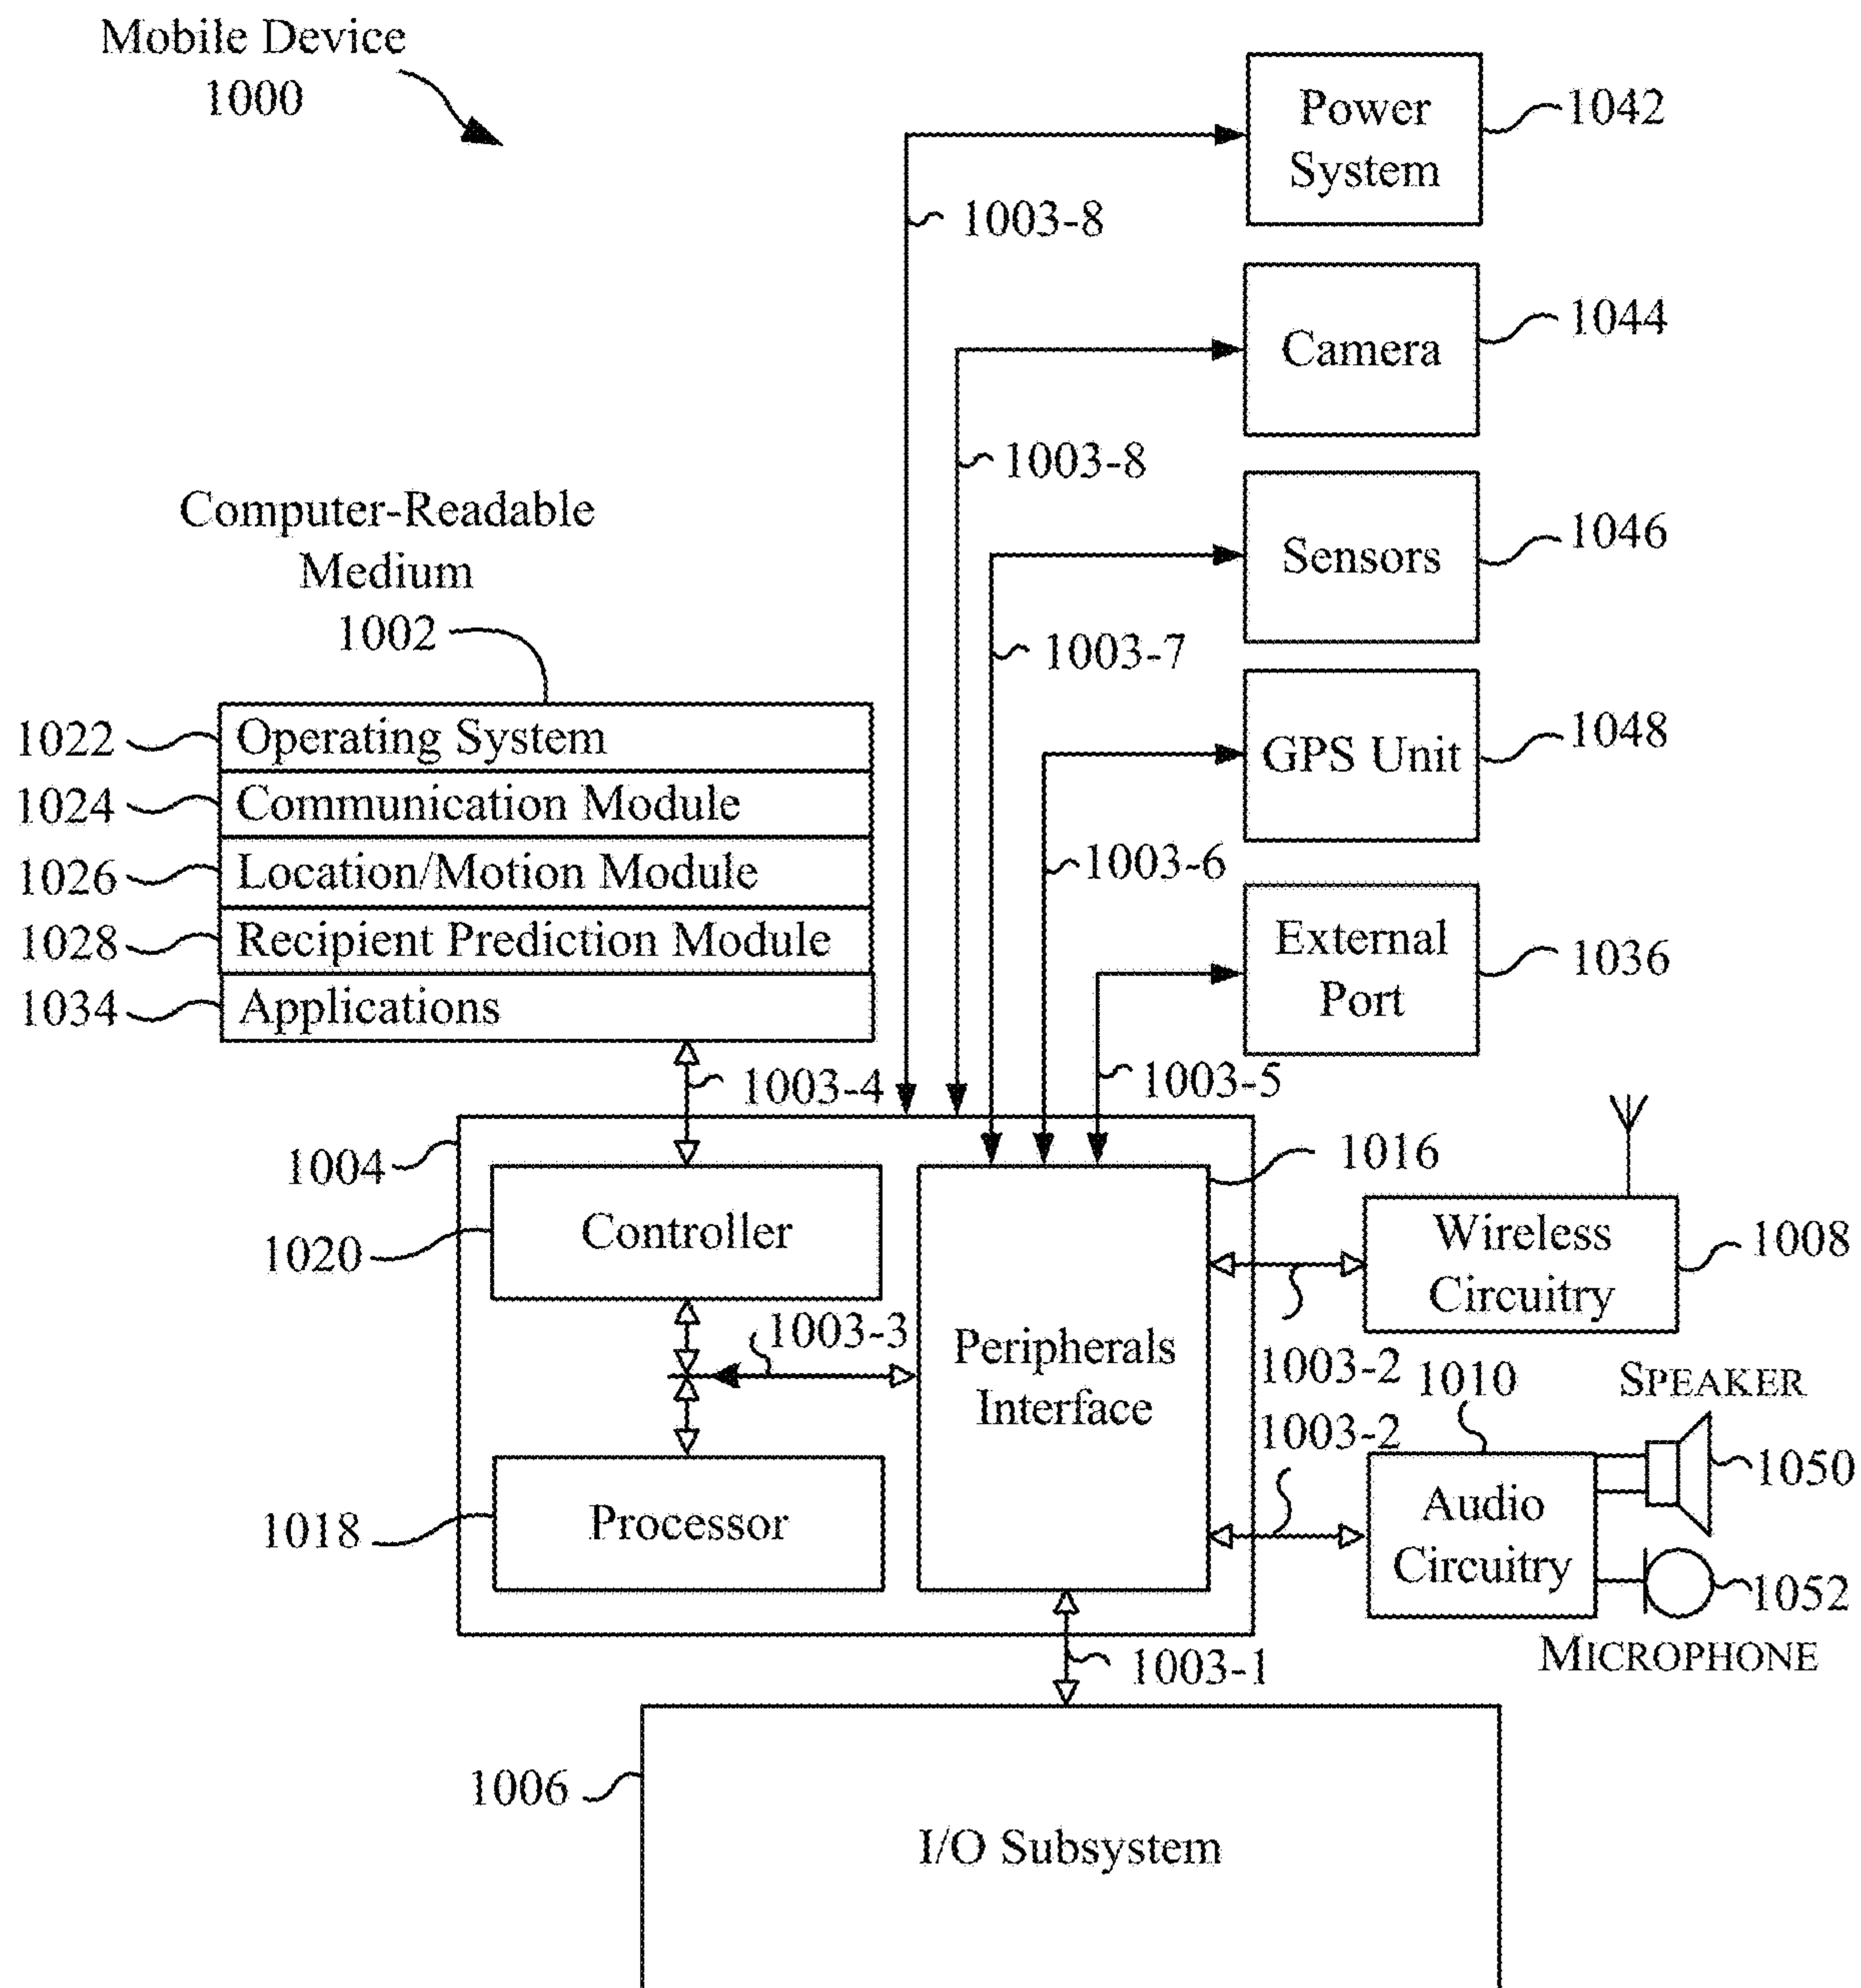 Mobile Device
1000
Power
System
1042
1003-8
Camera
1044
1003-8
Computer-Readable
Medium
1002
Sensors
1046
1003-7
1022
Operating System
1024
Communication Module
1026
Location/Motion Module
1028
Recipient Prediction Module
1034
Applications
GPS Unit
1048
1003-6
External
Port
1036
1003-5
1003-4
1004
1016
Controller
1020
Wireless
Circuitry
1008
1003-3
Peripherals
Interface
1003-2
1010
SPEAKER
1003-2
1050
Processor
1018
Audio
Circuitry
1052
MICROPHONE
1003-1
1006
I/O Subsystem